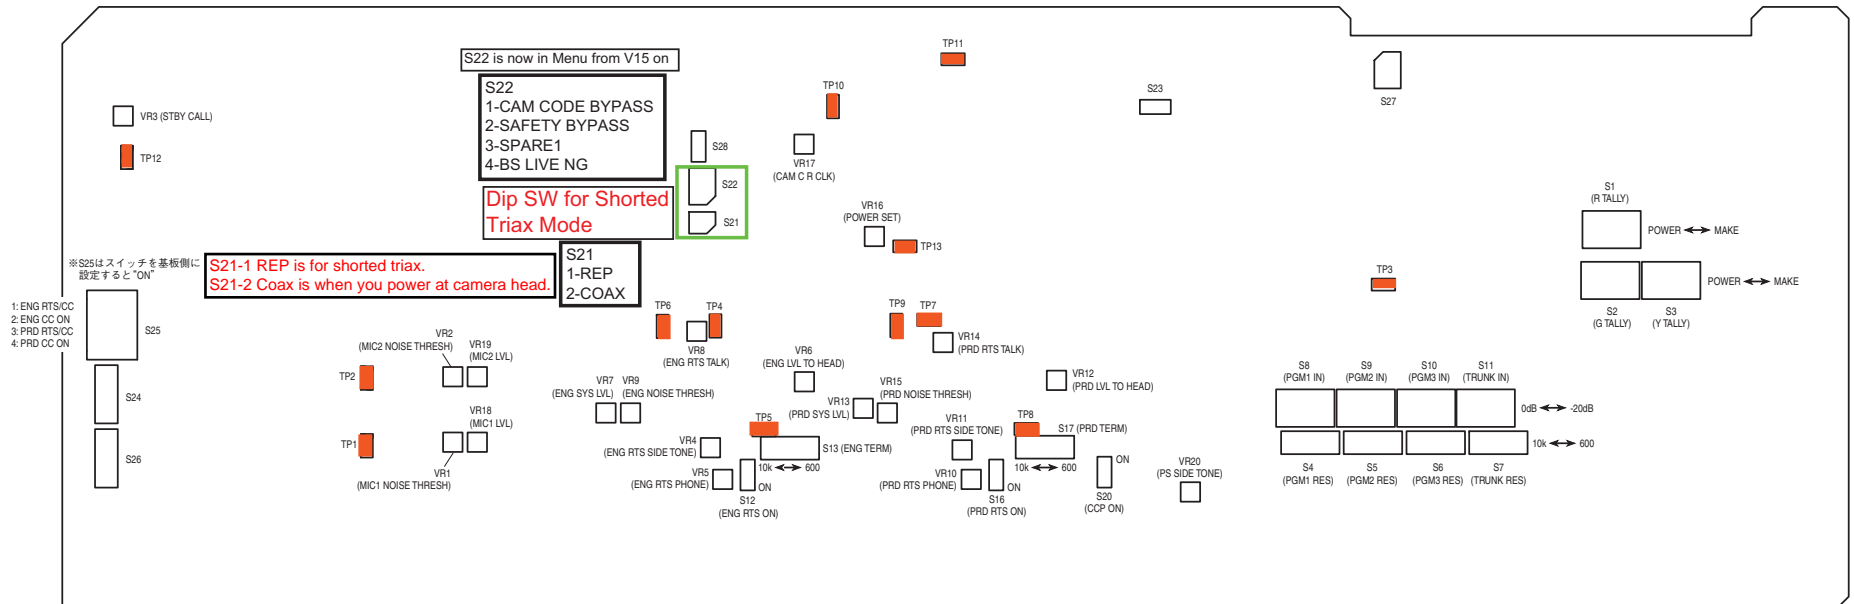 TP11
S22 is now in Menu from V15 on
S22
1-CAM CODE BYPASS
2-SAFETY BYPASS
3-SPARE1
4-BS LIVE NG
TP10
S23
S27
VR3 (STBY CALL)
TP12
S28
VR17
(CAM C R CLK)
S22
S21
Dip SW for Shorted
Triax Mode
VR16
(POWER SET)
TP13
S1
(R TALLY)
POWER ↔ MAKE
S21
1-REP
2-COAX
※S25はスイッチを基板側に
設定すると"ON"
S21-1 REP is for shorted triax.
S21-2 Coax is when you power at camera head.
TP3
POWER ↔ MAKE
S2
(G TALLY)
S3
(Y TALLY)
1: ENG RTS/CC
2: ENG CC ON
3: PRD RTS/CC
4: PRD CC ON
S25
TP6
TP4
TP9
TP7
VR2
(MIC2 NOISE THRESH)
VR19
(MIC2 LVL)
VR8
(ENG RTS TALK)
VR6
(ENG LVL TO HEAD)
VR14
(PRD RTS TALK)
TP2
VR7
(ENG SYS LVL)
VR9
(ENG NOISE THRESH)
VR15
(PRD NOISE THRESH)
VR12
(PRD LVL TO HEAD)
S8
(PGM1 IN)
S9
(PGM2 IN)
S10
(PGM3 IN)
S11
(TRUNK IN)
0dB ↔ -20dB
S24
VR18
(MIC1 LVL)
VR13
(PRD SYS LVL)
TP5
VR11
(PRD RTS SIDE TONE)
TP8
S17 (PRD TERM)
TP1
VR4
(ENG RTS SIDE TONE)
S13 (ENG TERM)
10k ↔ 600
10k ↔ 600
10k ↔ 600
S26
VR1
(MIC1 NOISE THRESH)
VR5
(ENG RTS PHONE)
ON
S12
(ENG RTS ON)
VR10
(PRD RTS PHONE)
ON
S16
(PRD RTS ON)
ON
S20
(CCP ON)
VR20
(PS SIDE TONE)
S4
(PGM1 RES)
S5
(PGM2 RES)
S6
(PGM3 RES)
S7
(TRUNK RES)